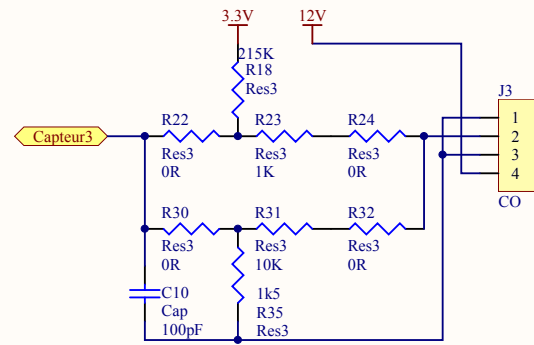 3.3V
12V
215K
R18
Res3
J3
Capteur3
R22
Res3
0R
R23
Res3
1K
R24
Res3
0R
1
2
3
4
CO
R30
Res3
0R
R31
Res3
10K
R32
Res3
0R
C10
Cap
100pF
1k5
R35
Res3